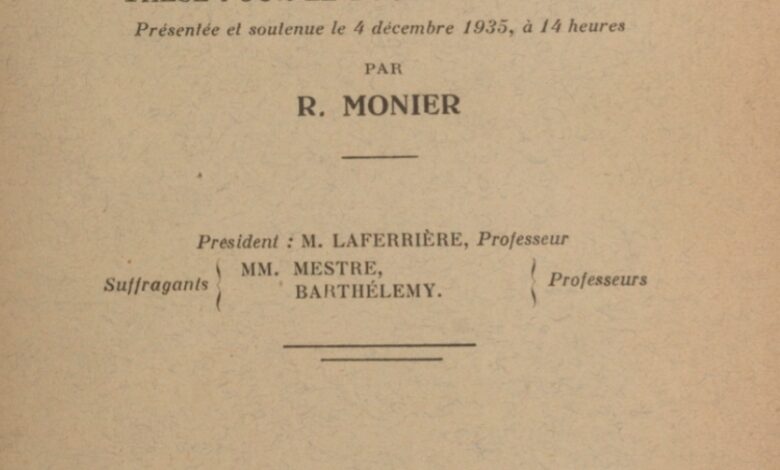 Présentée et soutenue le 4 décembre 1935, à 14 heures
PAR
R. MONIER
Président : M. LAFERRIÈRE, Professeur
Suffragants { MM. MESTRE, BARTHÉLEMY. } Professeurs